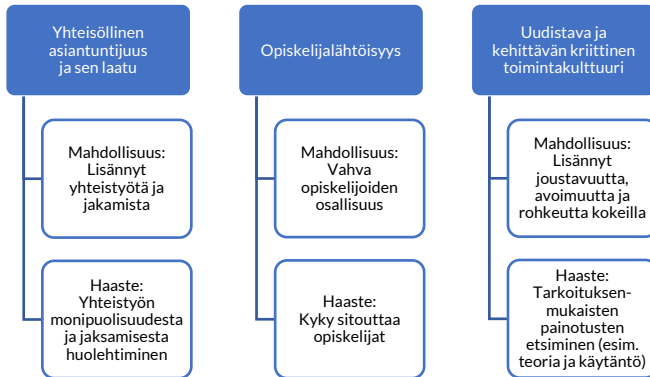 Yhteisöllinen
asiantuntijuus
ja sen laatu
Mahdollisuus:
Lisännyt
yhteistyötä ja
jakamista
Haaste:
Yhteistyön
monipuolisuudesta
ja jaksamisesta
huolehtiminen
Opiskelijalähtöisyys
Mahdollisuus:
Vahva
opiskelijoiden
osallisuus
Haaste:
Kyky sitouttaa
opiskelijat
Uudistava ja
kehittävän kriittinen
toimintakulttuuri
Mahdollisuus:
Lisännyt
joustavuutta,
avoimuutta ja
rohkeutta kokeilla
Haaste:
Tarkoituksen-
mukaisten
painotusten
etsiminen (esim.
teoria ja käytäntö)